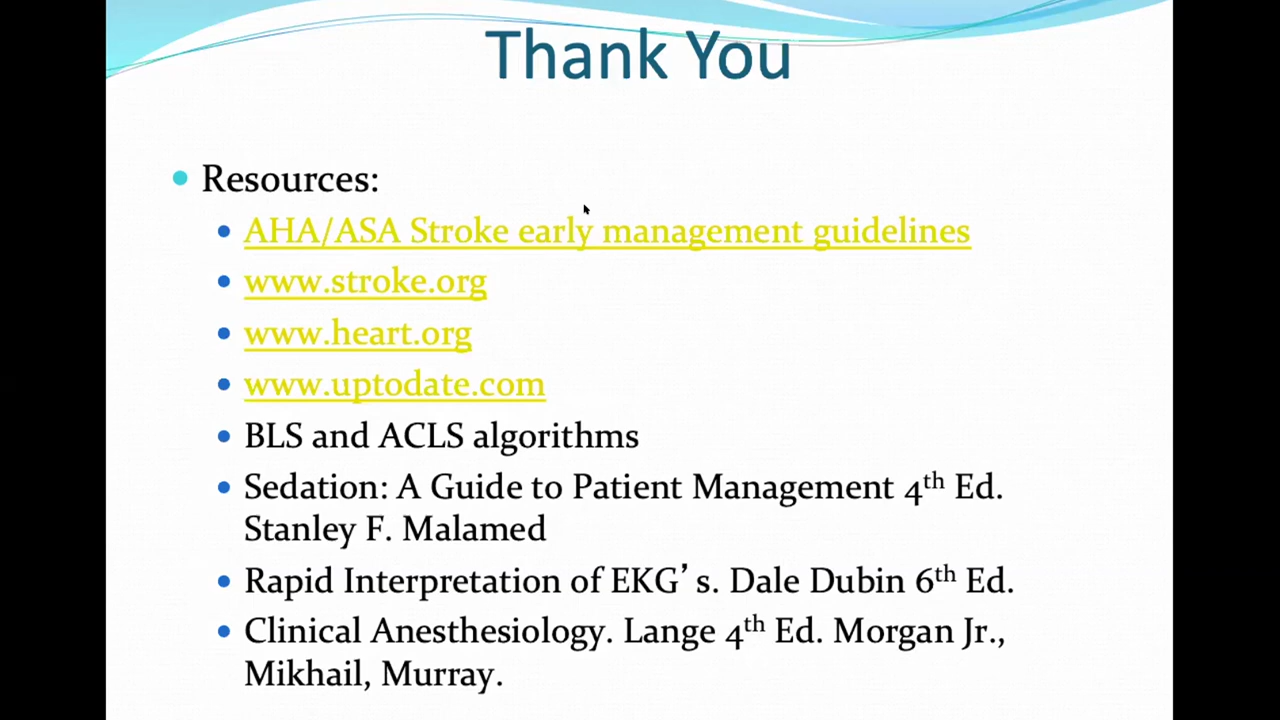 Thank You
Resources:
AHA/ASA Stroke early management guidelines
www.stroke.org
www.heart.org
www.uptodate.com
BLS and ACLS algorithms
Sedation: A Guide to Patient Management 4th Ed.
Stanley F. Malamed
Rapid Interpretation of EKG’s. Dale Dubin 6th Ed.
Clinical Anesthesiology. Lange 4th Ed. Morgan Jr.,
Mikhail, Murray.